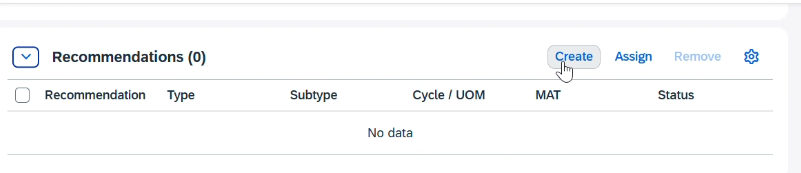 Recommendations (0) Create Assign Remove
Recommendation Type Subtype Cycle / UOM MAT Status
No data